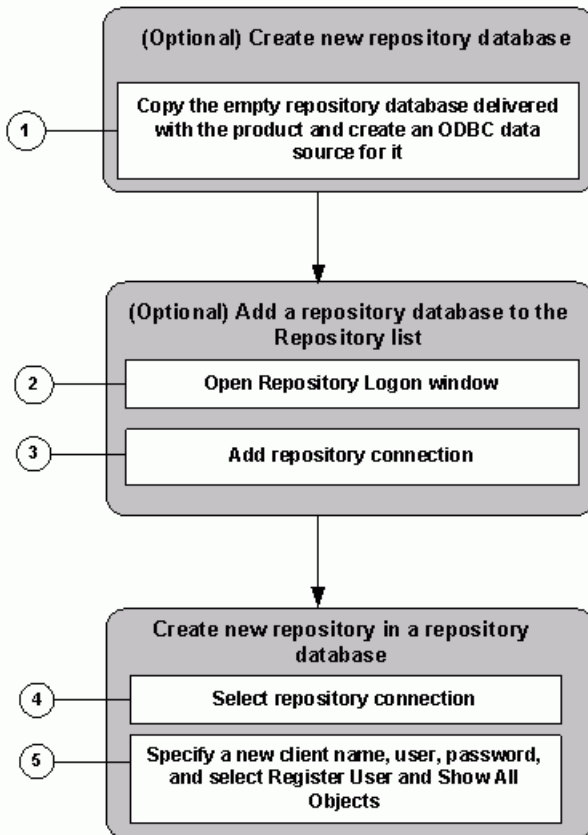 (Optional) Create new repository database
1
Copy the empty repository database delivered
with the product and create an ODBC data
source for it
(Optional) Add a repository database to the
Repository list
2
Open Repository Logon window
3
Add repository connection
Create new repository in a repository
database
4
Select repository connection
5
Specify a new client name, user, password,
and select Register User and Show All
Objects